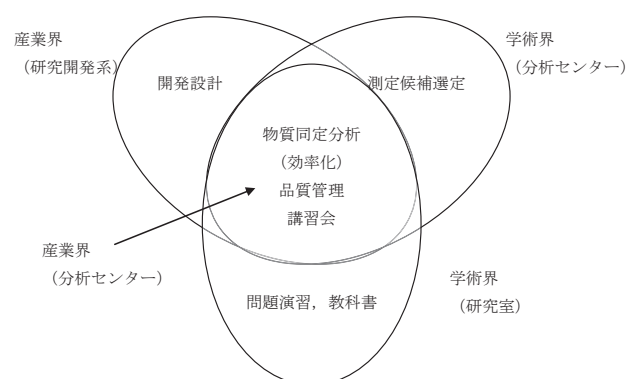 産業界
（研究開発系）
学術界
（分析センター）
開発設計
測定候補選定
物質同定分析
（効率化）
品質管理
講習会
産業界
（分析センター）
学術界
（研究室）
問題演習，教科書